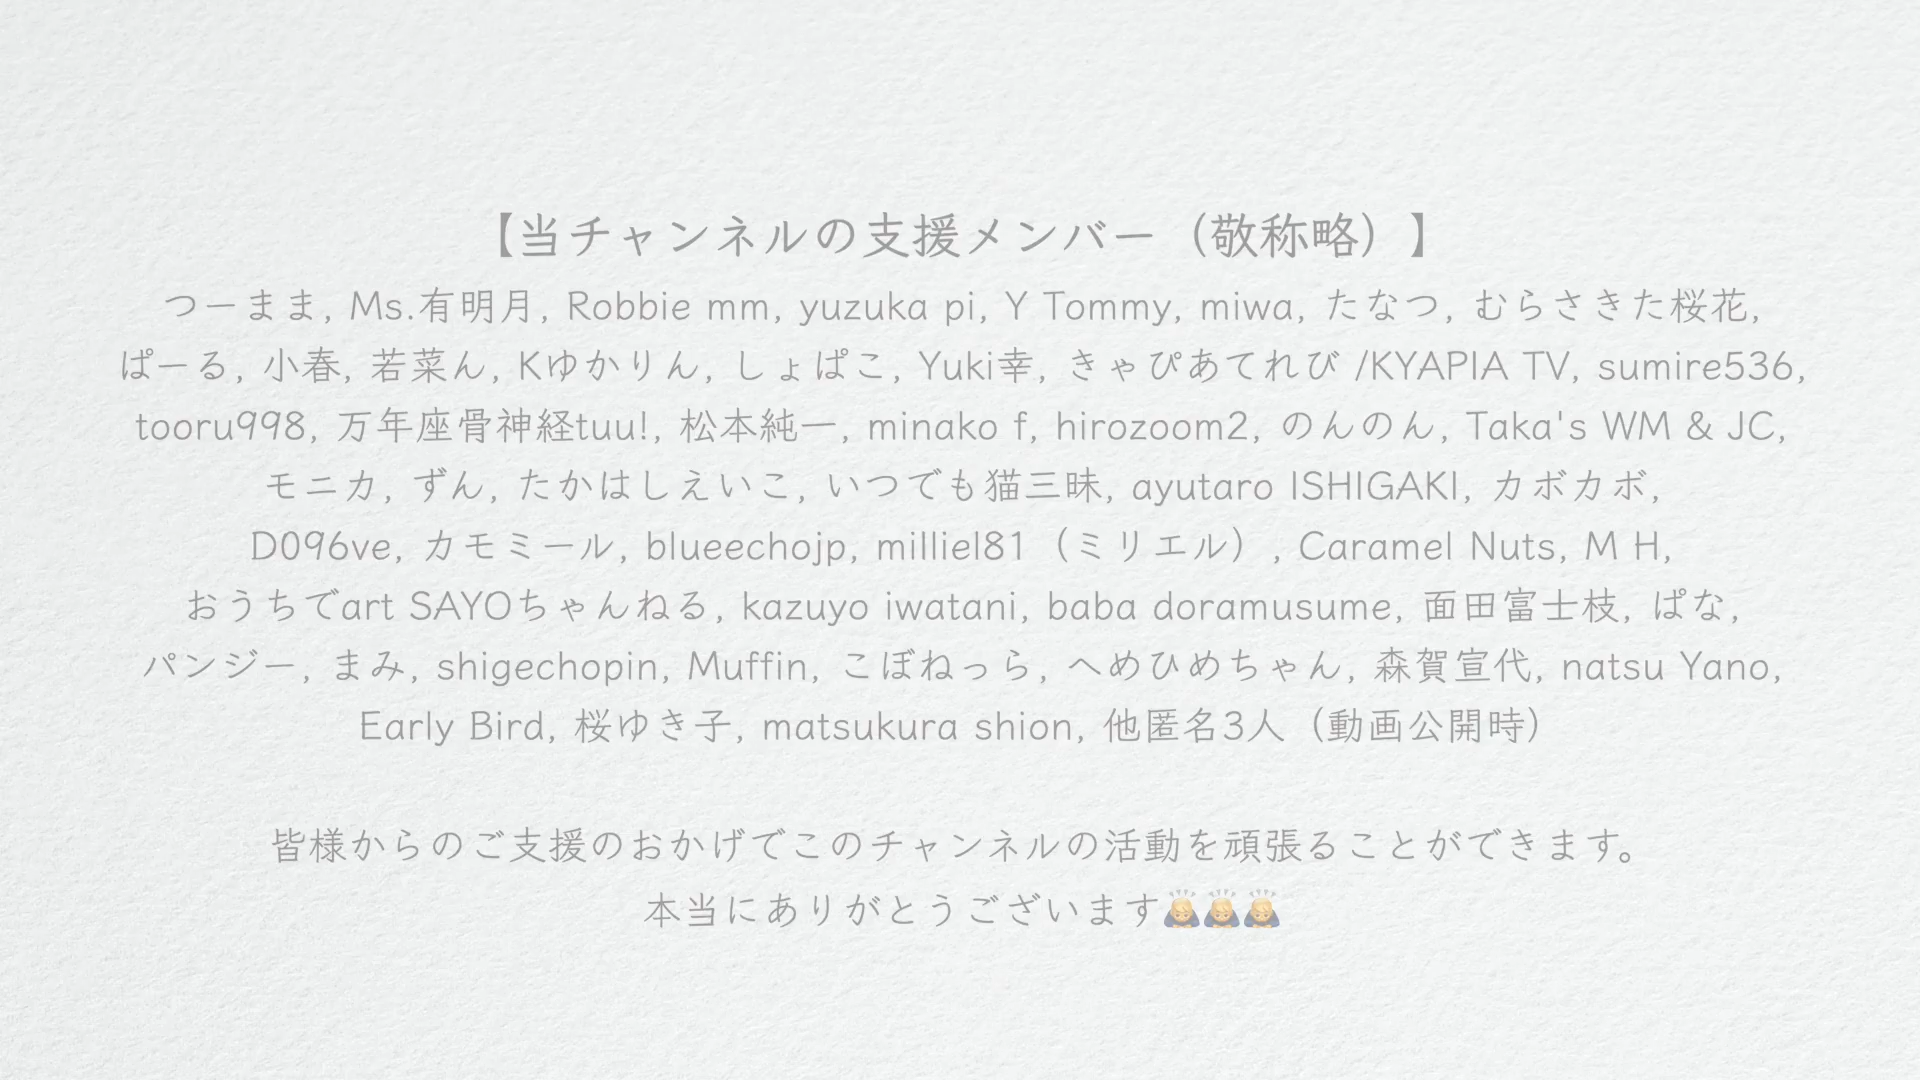 【当チャンネルの支援メンバー（敬称略）】
つーまま, Ms.有明月, Robbie mm, yuzuka pi, Y Tommy, miwa, たなつ, むらさきた桜花,
ぱーる, 小春, 若菜ん, Kゆかりん, しょぱこ, Yuki幸, きゃぴあてれび /KYAPIA TV, sumire536,
tooru998, 万年座骨神経tuu!, 松本純一, minako f, hirozoom2, のんのん, Taka's WM & JC,
モニカ, ずん, たかはしえいこ, いつでも猫三昧, ayutaro ISHIGAKI, カボカボ,
D096ve, カモミール, blueechojp, milliel81（ミリエル）, Caramel Nuts, M H,
おうちでart SAYOちゃんねる, kazuyo iwatani, baba doramusume, 面田富士枝, ぱな,
パンジー, まみ, shigechopin, Muffin, こぼねっら, へめひめちゃん, 森賀宣代, natsu Yano,
Early Bird, 桜ゆき子, matsukura shion, 他匿名3人（動画公開時）
皆様からのご支援のおかげでこのチャンネルの活動を頑張ることができます。
本当にありがとうございます🙇🏼🙇🏼🙇🏼